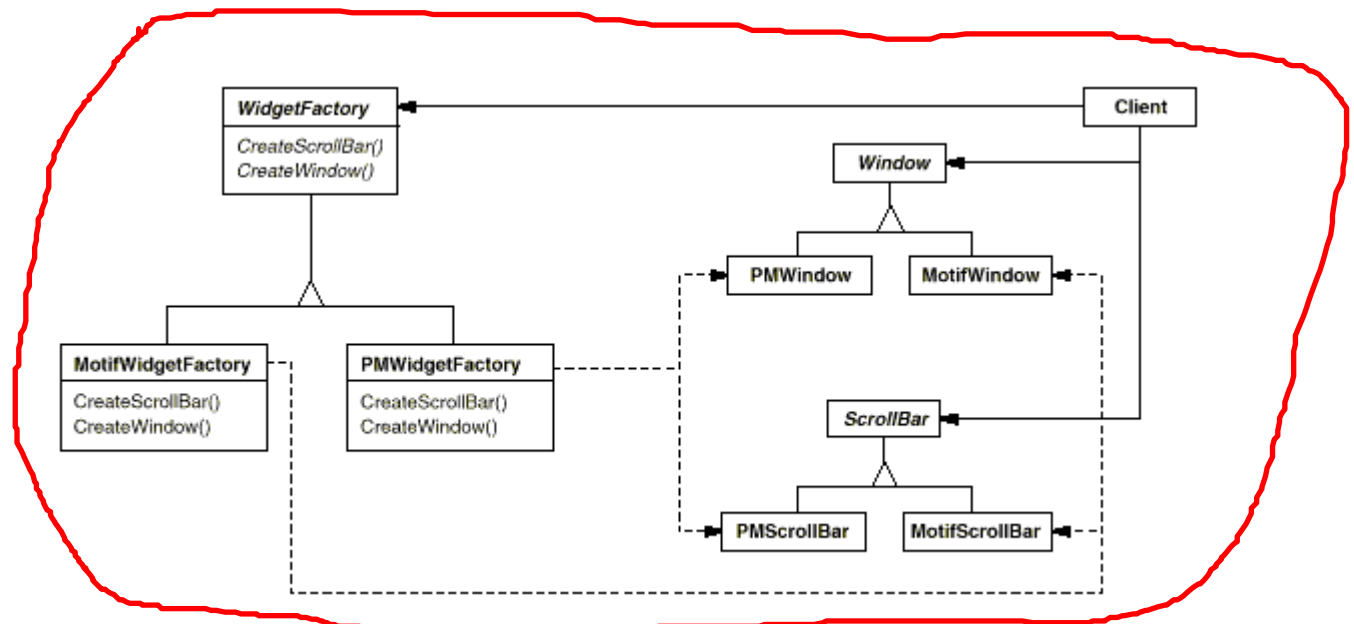 WidgetFactory
CreateScrollBar()
CreateWindow()
Client
Window
PMWindow
MotifWindow
MotifWidgetFactory
CreateScrollBar()
CreateWindow()
PMWidgetFactory
CreateScrollBar()
CreateWindow()
ScrollBar
PMScrollBar
MotifScrollBar